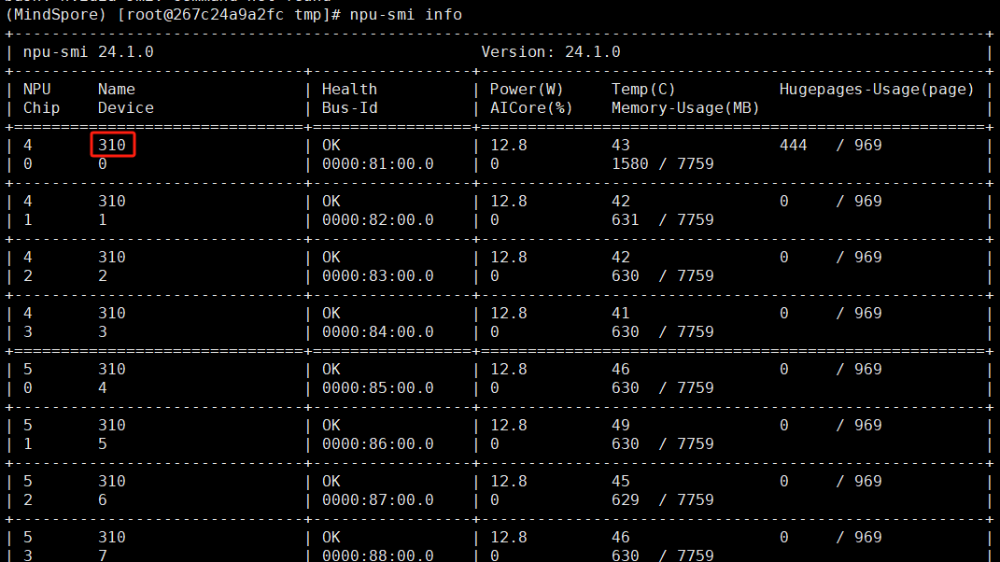 (MindSpore) [root@267c24a9a2fc tmp]# npu-smi info
+------------------------------------------------------------------------------------------------+
| npu-smi 24.1.0                                   Version: 24.1.0                                       |
+-------------------------------+-----------------+------------------------------------------------------+
| NPU     Name                  | Health          | Power(W)     Temp(C)           Hugepages-Usage(page) |
| Chip    Device                | Bus-Id          | AICore(%)    Memory-Usage(MB)                        |
+===============================+=================+======================================================+
| 4       310                   | OK              | 12.8         43                444   / 969           |
| 0       0                     | 0000:81:00.0    | 0            1580 / 7759                             |
+-------------------------------+-----------------+------------------------------------------------------+
| 4       310                   | OK              | 12.8         42                0     / 969           |
| 1       1                     | 0000:82:00.0    | 0            631  / 7759                             |
+-------------------------------+-----------------+------------------------------------------------------+
| 4       310                   | OK              | 12.8         42                0     / 969           |
| 2       2                     | 0000:83:00.0    | 0            630  / 7759                             |
+-------------------------------+-----------------+------------------------------------------------------+
| 4       310                   | OK              | 12.8         41                0     / 969           |
| 3       3                     | 0000:84:00.0    | 0            630  / 7759                             |
+===============================+=================+======================================================+
| 5       310                   | OK              | 12.8         46                0     / 969           |
| 0       4                     | 0000:85:00.0    | 0            630  / 7759                             |
+-------------------------------+-----------------+------------------------------------------------------+
| 5       310                   | OK              | 12.8         49                0     / 969           |
| 1       5                     | 0000:86:00.0    | 0            630  / 7759                             |
+-------------------------------+-----------------+------------------------------------------------------+
| 5       310                   | OK              | 12.8         45                0     / 969           |
| 2       6                     | 0000:87:00.0    | 0            629  / 7759                             |
+-------------------------------+-----------------+------------------------------------------------------+
| 5       310                   | OK              | 12.8         46                0     / 969           |
| 3       7                     | 0000:88:00.0    | 0            630  / 7759                             |